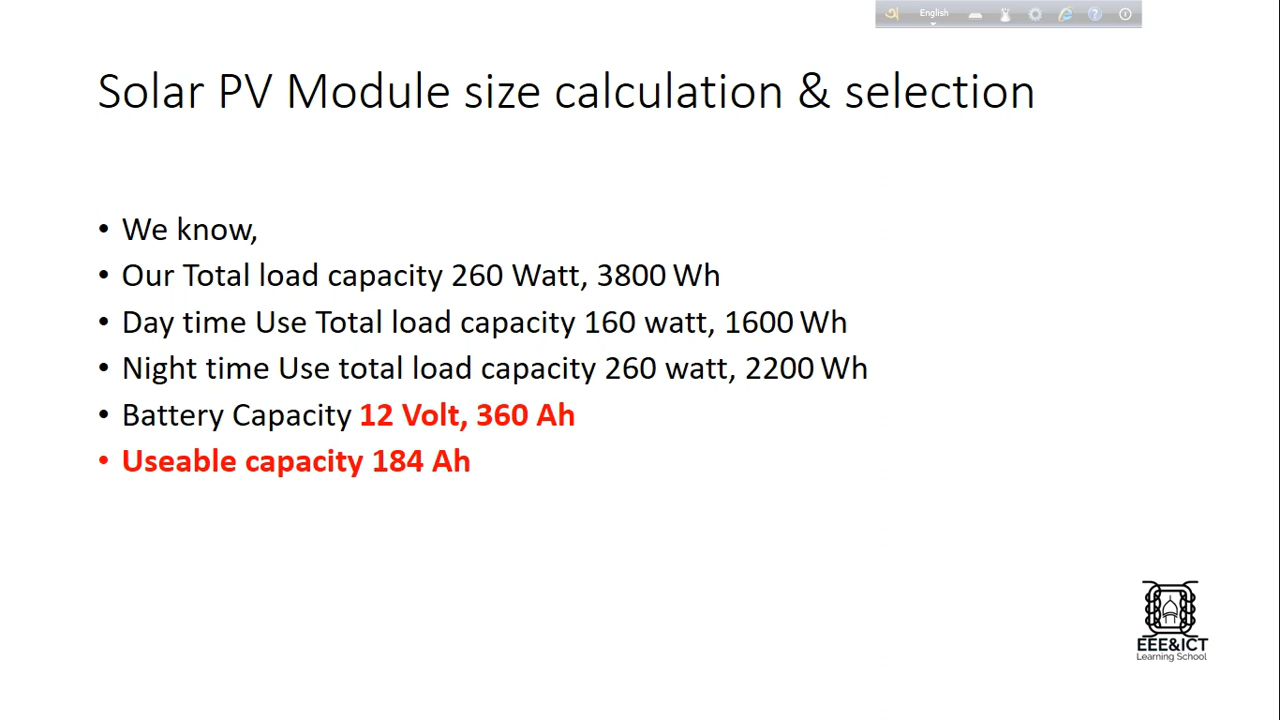 অ English
Solar PV Module size calculation & selection
• We know,
• Our Total load capacity 260 Watt, 3800 Wh
• Day time Use Total load capacity 160 watt, 1600 Wh
• Night time Use total load capacity 260 watt, 2200 Wh
• Battery Capacity 12 Volt, 360 Ah
• Useable capacity 184 Ah
EEE&ICT
Learning School